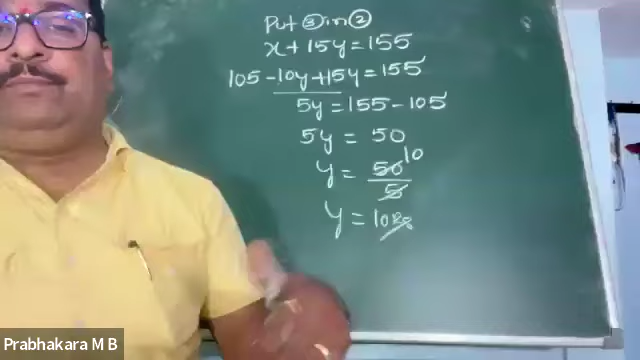 Put ③ in ②
x + 15y = 155
105 - 10y + 15y = 155
5y = 155 - 105
5y = 50
y = 50/5 10
y = 10
Prabhakara M B